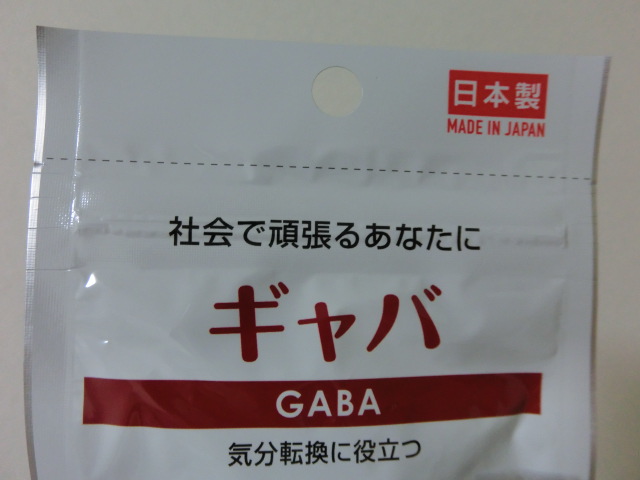 日本製
MADE IN JAPAN
社会で頑張るあなたに
ギャバ
GABA
気分転換に役立つ